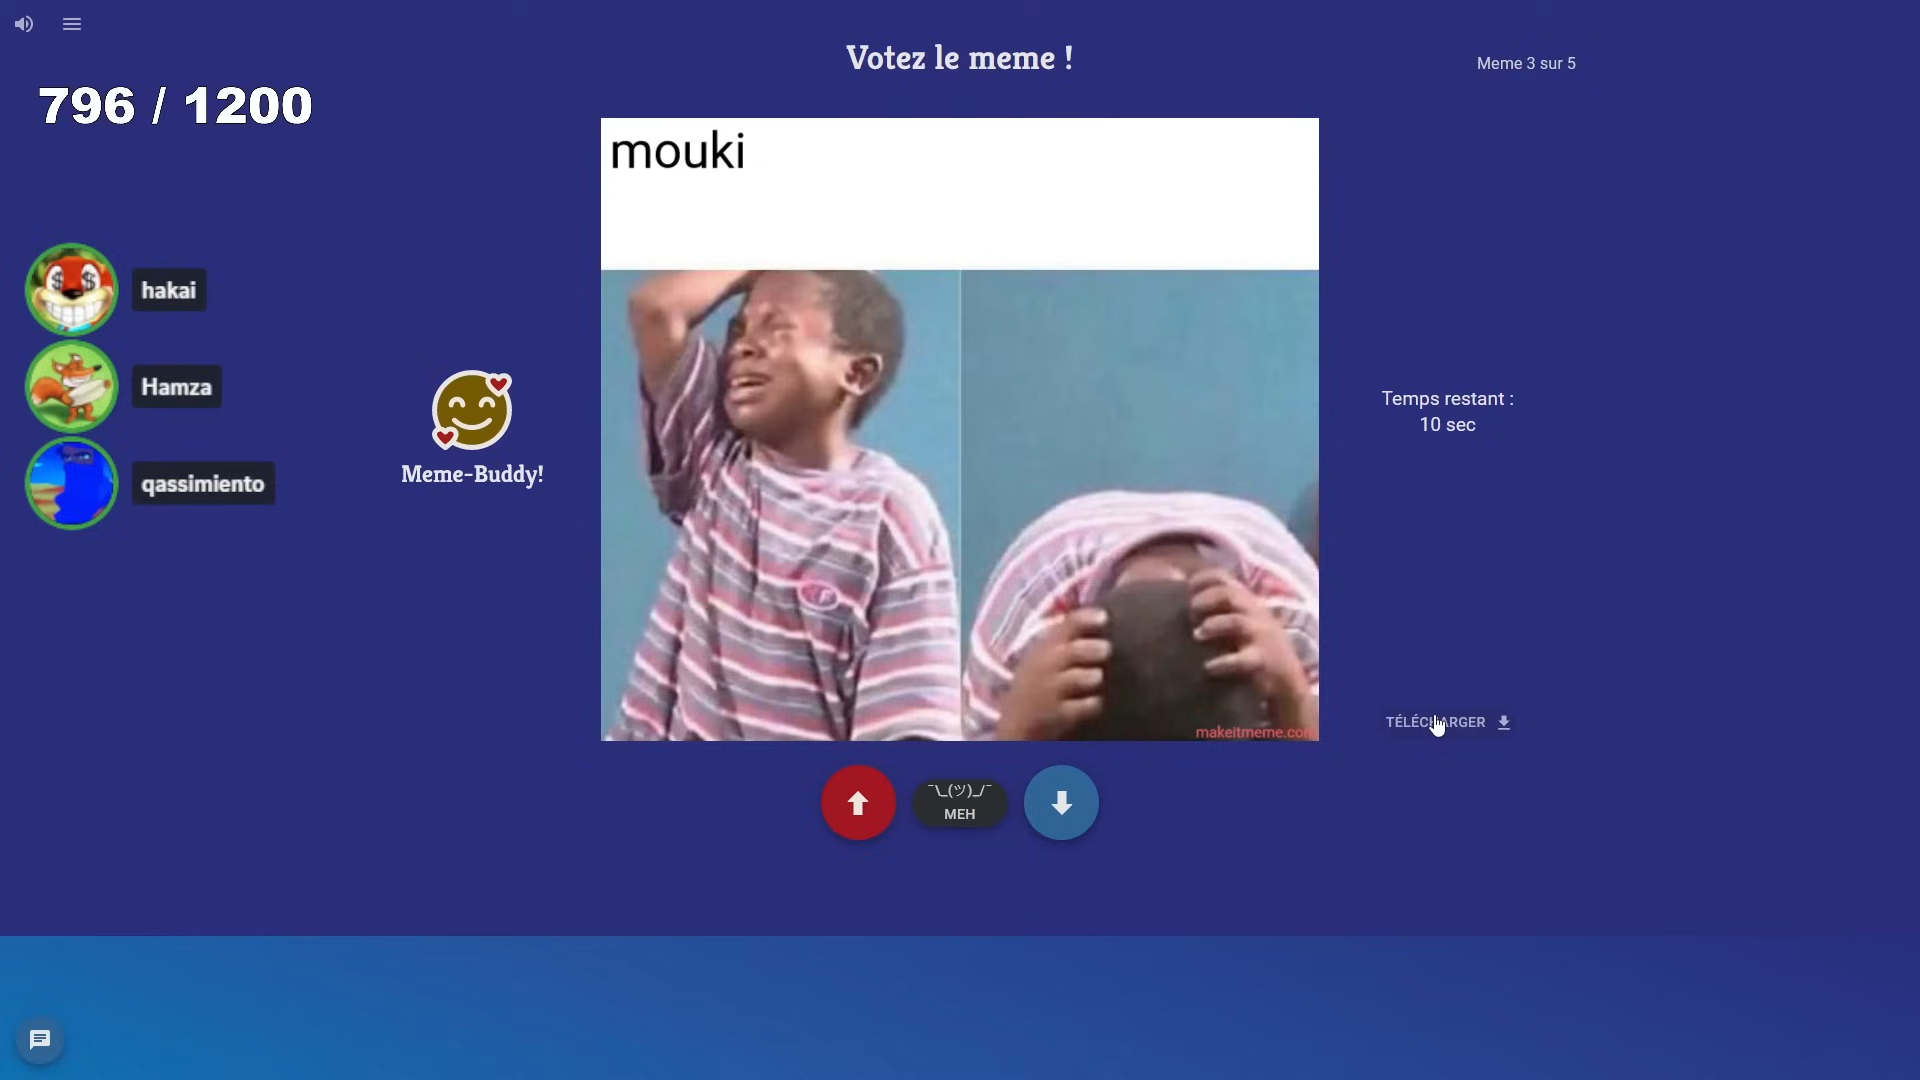 Votez le meme !
Meme 3 sur 5
796 / 1200
mouki
hakai
Hamza
qassimiento
Meme-Buddy!
Temps restant :
10 sec
makeitmeme.com
TÉLÉCHARGER
¯\_(ツ)_/¯
MEH